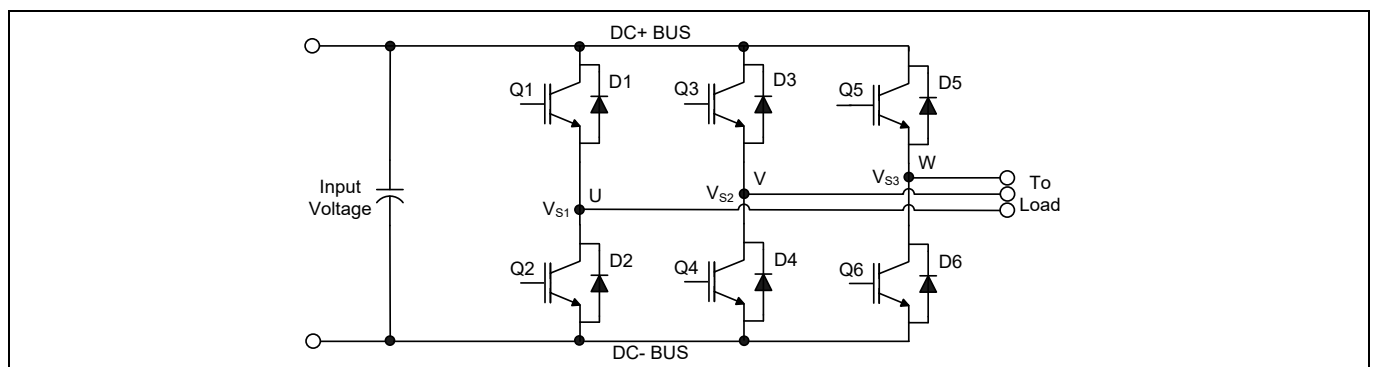 DC+ BUS
Q1
D1
Q3
D3
Q5
D5
W
VS3
To
Load
V
VS2
Input
Voltage
U
VS1
Q2
D2
Q4
D4
Q6
D6
DC- BUS